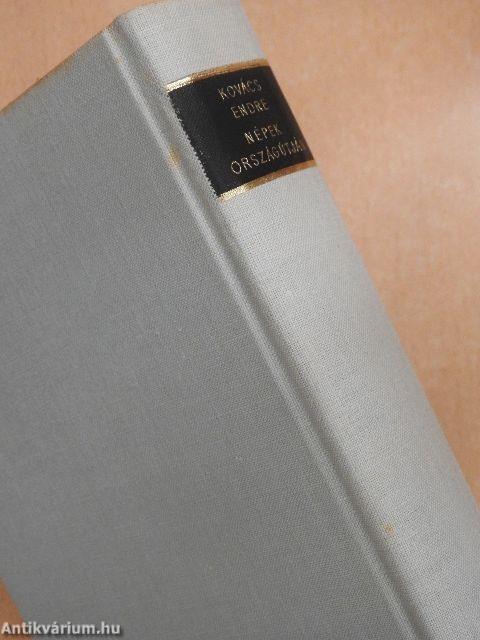 KOVÁCS
ENDRE
NÉPEK
ORSZÁGÚTJÁN
Antikvárium.hu